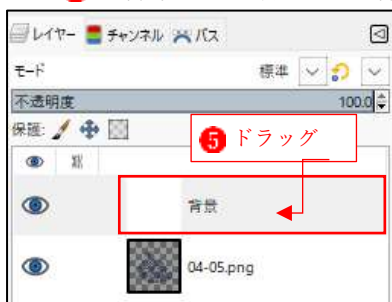 レイヤー チャンネル パス
モード 標準
不透明度 100.0
保護:
5 ドラッグ
背景
04-05.png